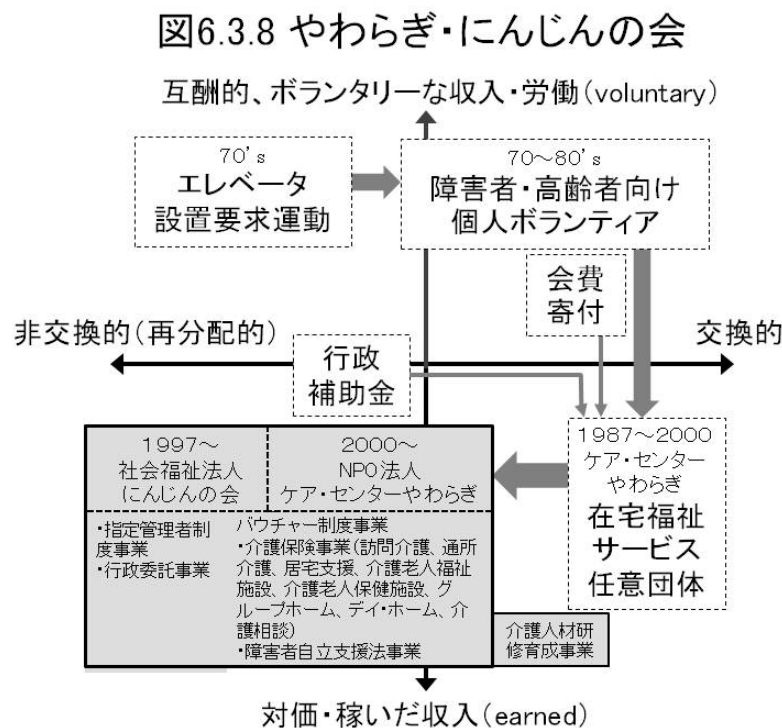 図6.3.8 やわらぎ・にんじんの会
互酬的、ボランタリーな収入・労働(voluntary)
70's
エレベータ
設置要求運動
70～80's
障害者・高齢者向け
個人ボランティア
会費
寄付
非交換的(再分配的)
交換的
行政
補助金
1987～2000
ケア・センター
やわらぎ
在宅福祉
サービス
任意団体
1997～
社会福祉法人
にんじんの会
2000～
NPO法人
ケア・センターやわらぎ
・指定管理者制
度事業
・行政委託事業
バウチャー制度事業
・介護保険事業(訪問介護、通所
介護、居宅支援、介護老人福祉
施設、介護老人保健施設、グ
ループホーム、デイ・ホーム、介
護相談)
・障害者自立支援法事業
介護人材研
修育成事業
対価・稼いだ収入(earned)